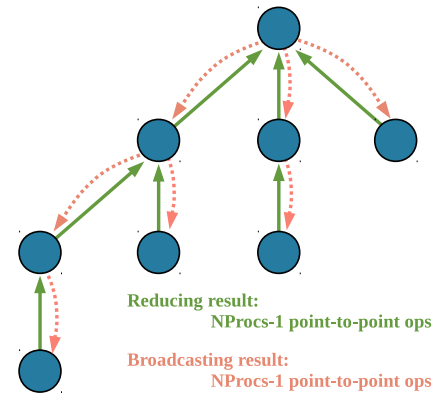 Reducing result:
NProcs-1 point-to-point ops
Broadcasting result:
NProcs-1 point-to-point ops